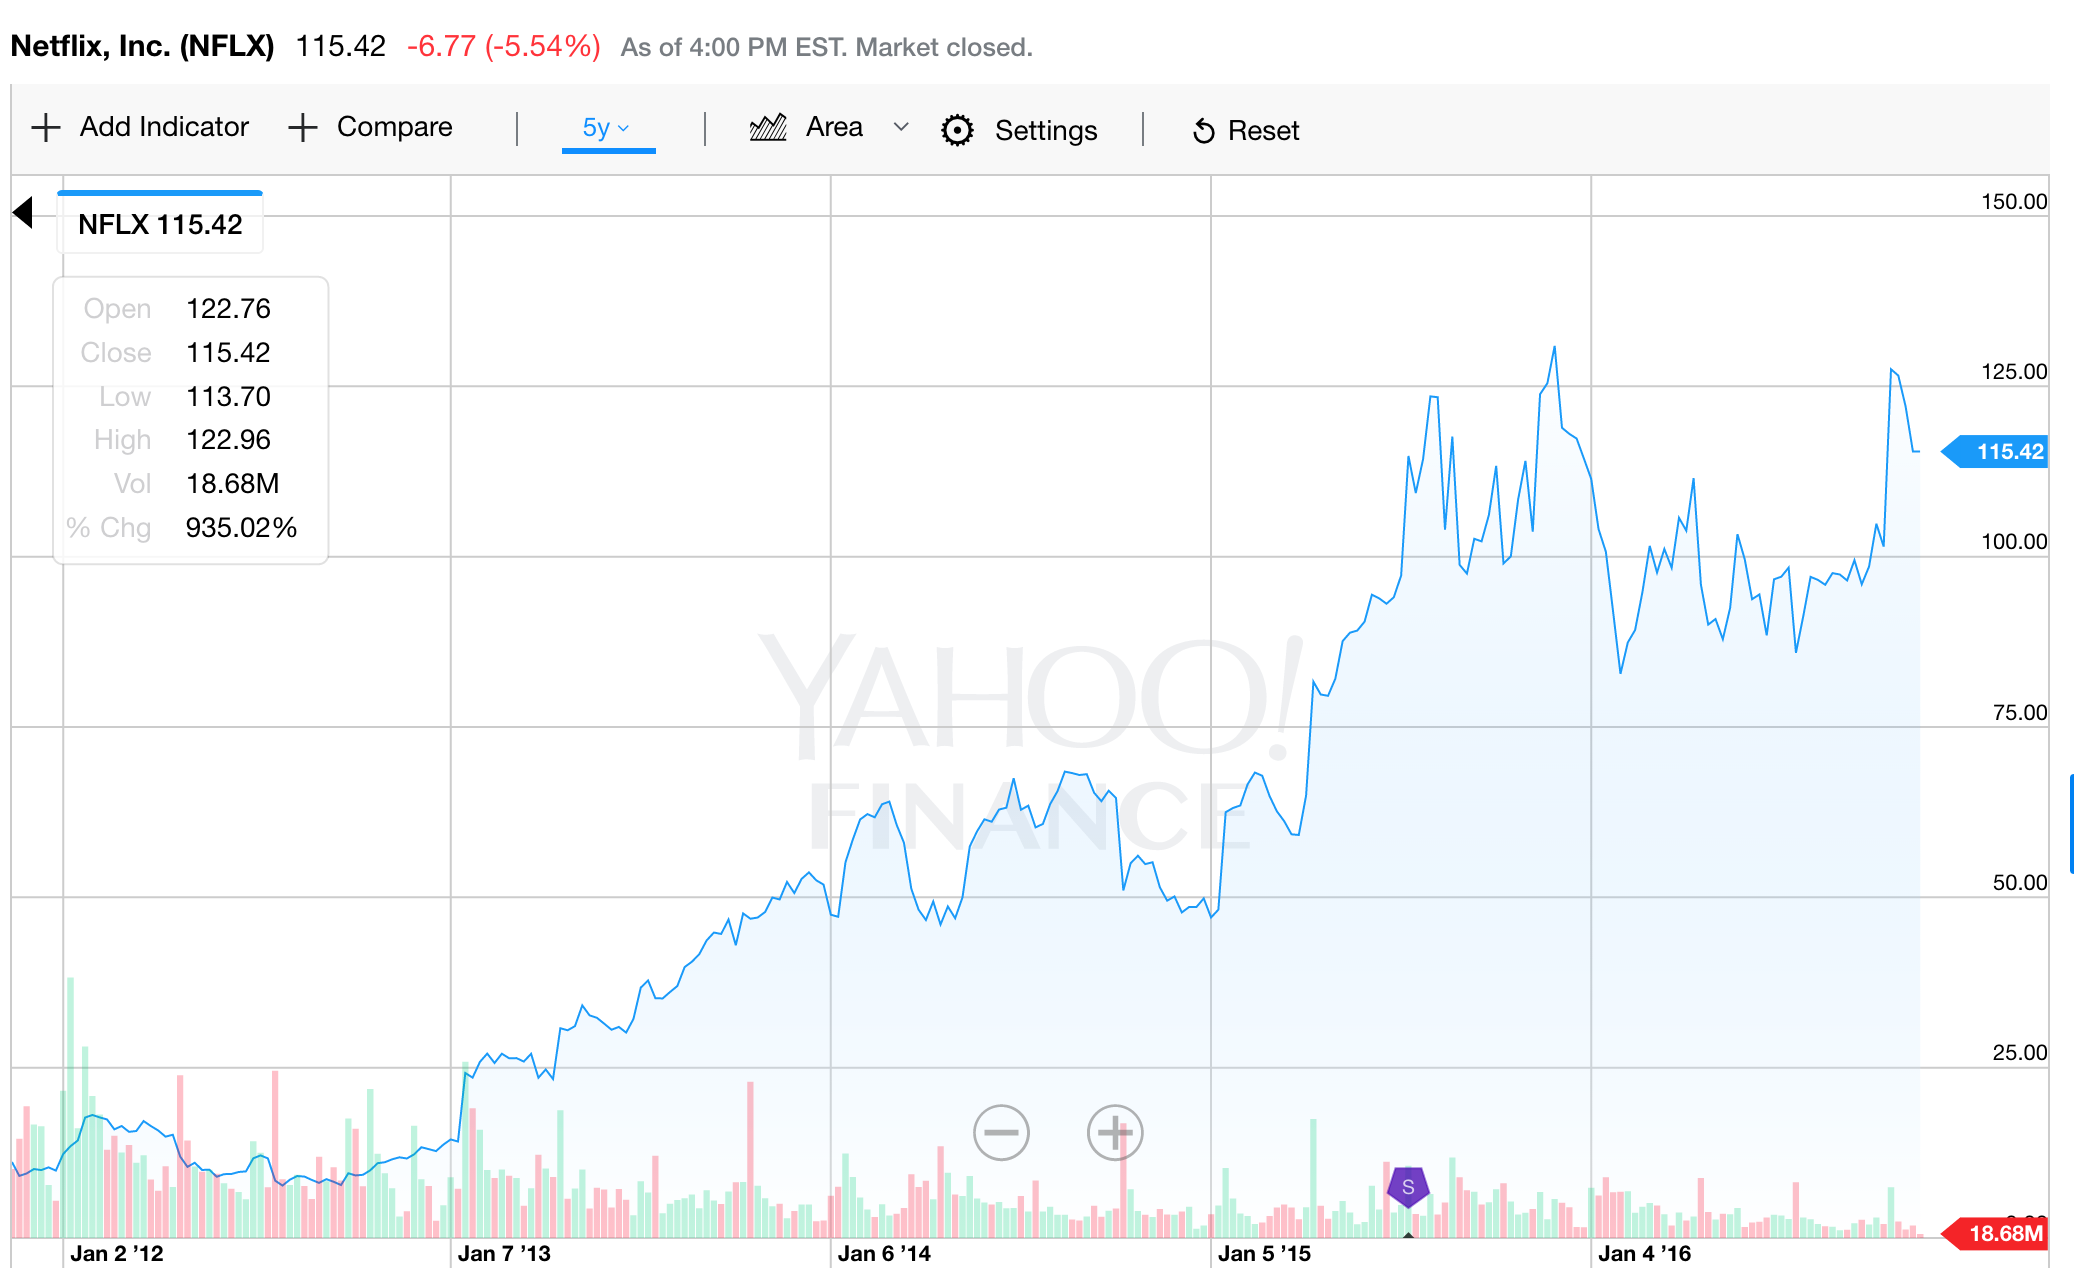 Netflix, Inc. (NFLX) 115.42 -6.77 (-5.54%) As of 4:00 PM EST. Market closed.
Add Indicator Compare 5y Area Settings Reset
NFLX 115.42
Open 122.76
Close 115.42
Low 113.70
High 122.96
Vol 18.68M
% Chg 935.02%
150.00
125.00
115.42
100.00
75.00
50.00
25.00
YAHOO!
FINANCE
S
18.68M
Jan 2 ’12 Jan 7 ’13 Jan 6 ’14 Jan 5 ’15 Jan 4 ’16